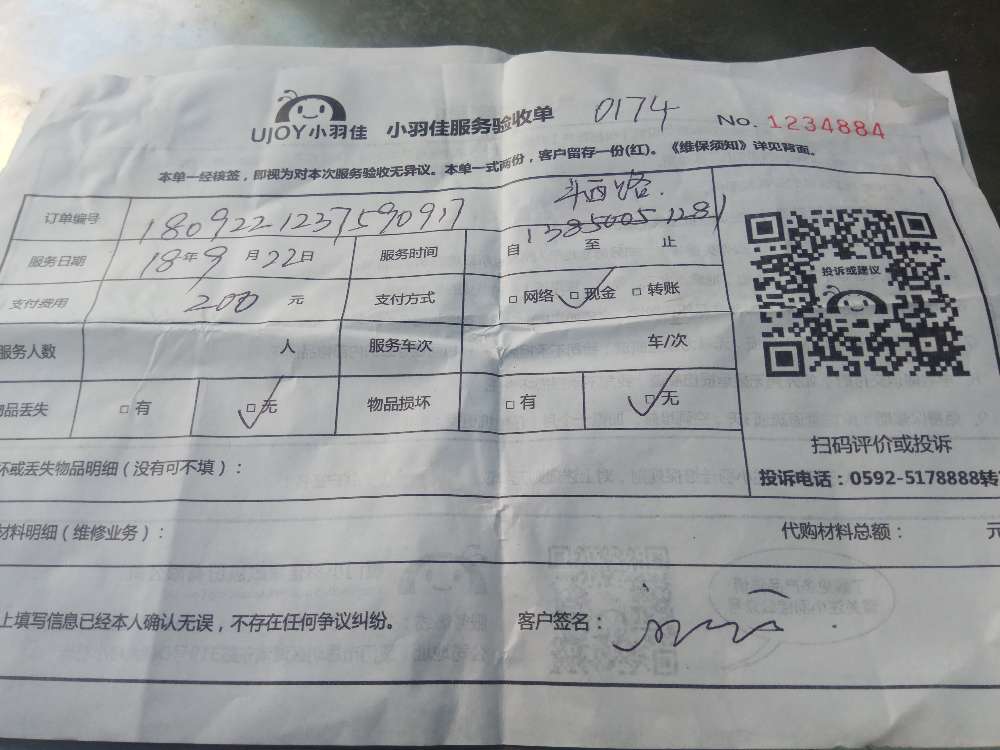 UJOY小羽佳 小羽佳服务验收单 0174 No. 1234884
本单一经核签，即视为对本次服务验收无异议。本单一式两份，客户留存一份(红)。《维保须知》详见背面。
斗西路.
订单编号 1809221237590917 13850051281
服务日期 18年9月22日 服务时间 自 至 止
支付费用 200元 支付方式 □网络 □现金 □转账
服务人数 人 服务车次 车/次
物品丢失 □有 □无 物品损坏 □有 □无
投诉或建议
扫码评价或投诉
投诉电话：0592-5178888转
坏或丢失物品明细（没有可不填）：
材料明细（维修业务）： 代购材料总额： 元
上填写信息已经本人确认无误，不存在任何争议纠纷。 客户签名：